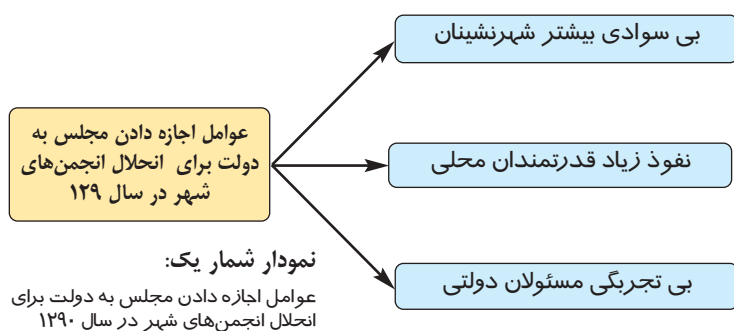 بی سوادی بیشتر شهرنشینان
عوامل اجازه دادن مجلس به
دولت برای انحلال انجمن‌های
شهر در سال ۱۲۹
نفوذ زیاد قدرتمندان محلی
بی تجربگی مسئولان دولتی
نمودار شمار یک:
عوامل اجازه دادن مجلس به دولت برای
انحلال انجمن‌های شهر در سال ۱۲۹۰